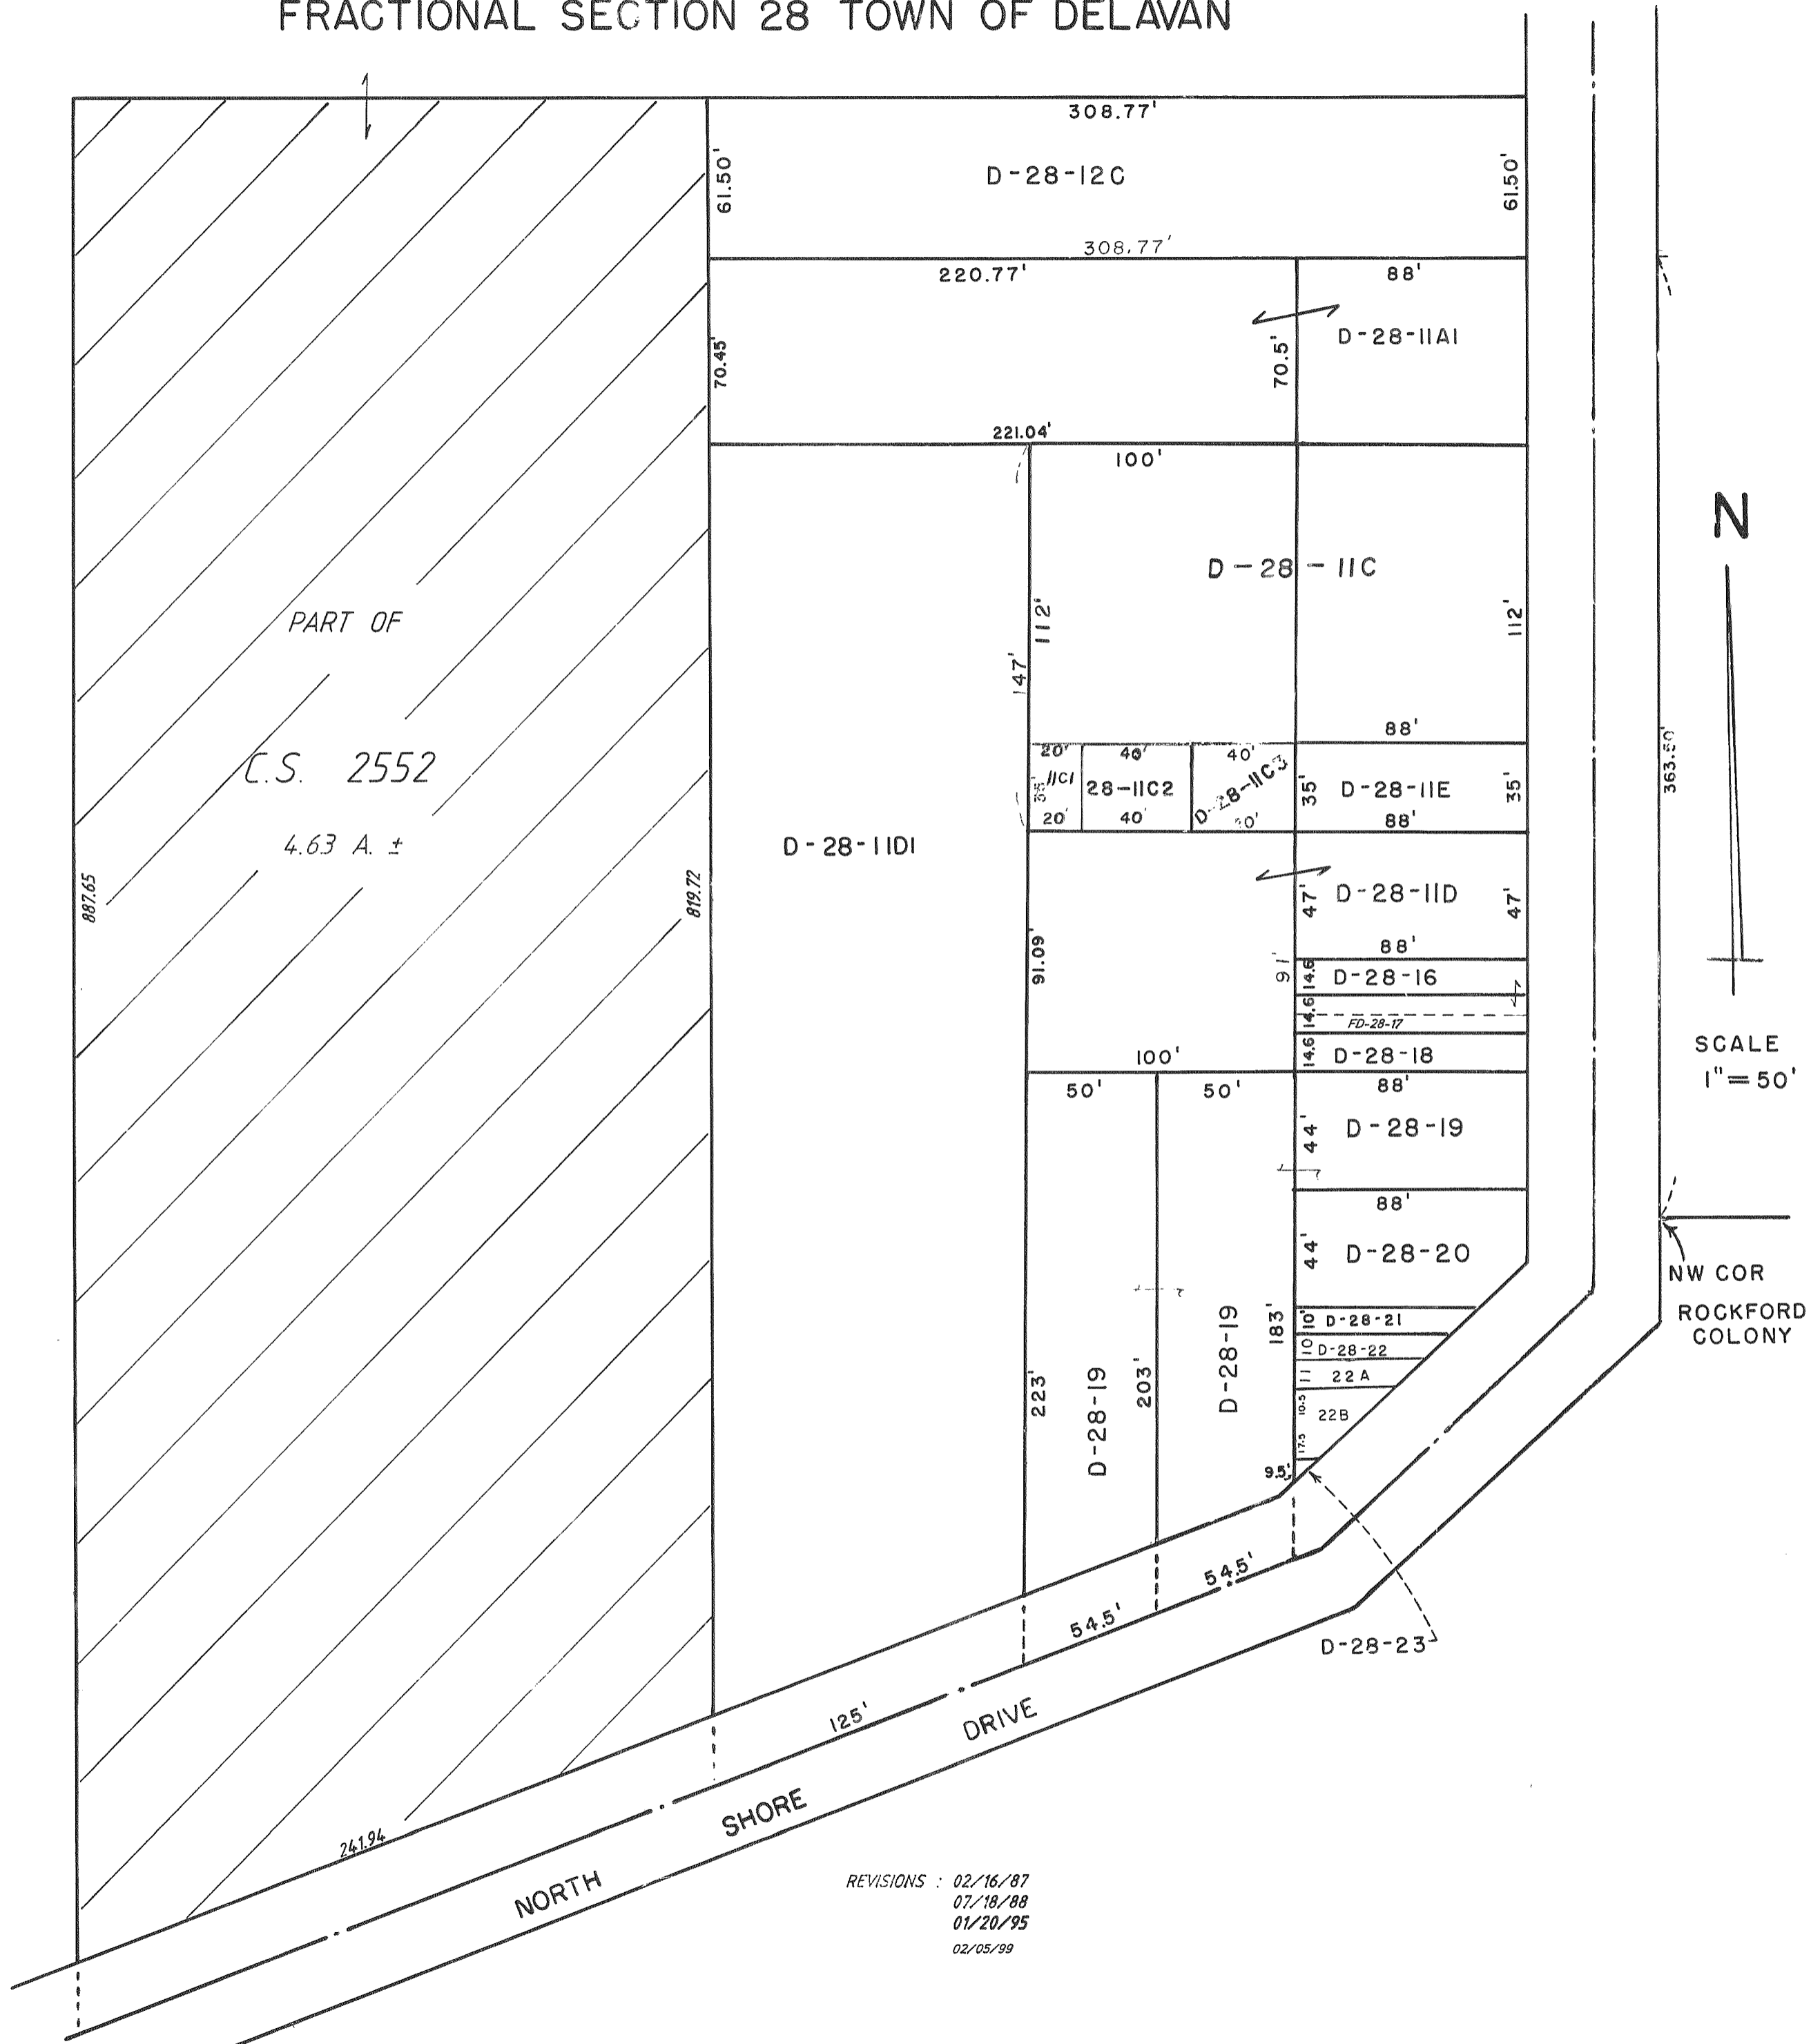 FRACTIONAL SECTION 28 TOWN OF DELAVAN
308.77'
61.50'
D-28-12C
61.50'
308.77'
220.77'
88'
70.45'
70.5'
D-28-11A1
221.04'
100'
N
D-28-11C
PART OF
112'
112'
147'
C.S. 2552
4.63 A. ±
88'
363.50'
20'
40'
40'
35'
11C1
28-11C2
D-28-11C3
35'
D-28-11E
35'
20'
40'
88'
D-28-11D1
887.65
819.72
47'
D-28-11D
47'
88'
91.09'
91'
14.6
D-28-16
14.6
FD-28-17
14.6
D-28-18
SCALE
1"=50'
100'
50'
50'
88'
44'
D-28-19
88'
44'
D-28-20
NW COR
ROCKFORD
COLONY
10'
D-28-21
10
D-28-22
11
22A
10.5
22B
17.5
223'
D-28-19
203'
D-28-19
183'
9.5'
54.5'
54.5'
D-28-23
125'
241.94
NORTH SHORE DRIVE
REVISIONS : 02/16/87
07/18/88
01/20/95
02/05/99